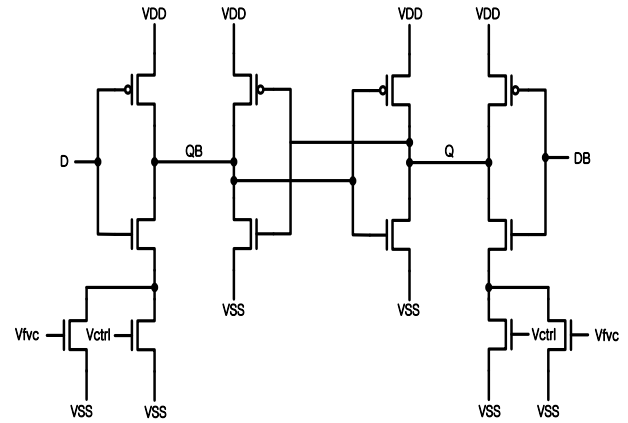 VDD VDD VDD VDD
D QB Q DB
VSS VSS
Vfvc Vctrl Vctrl Vfvc
VSS VSS VSS VSS